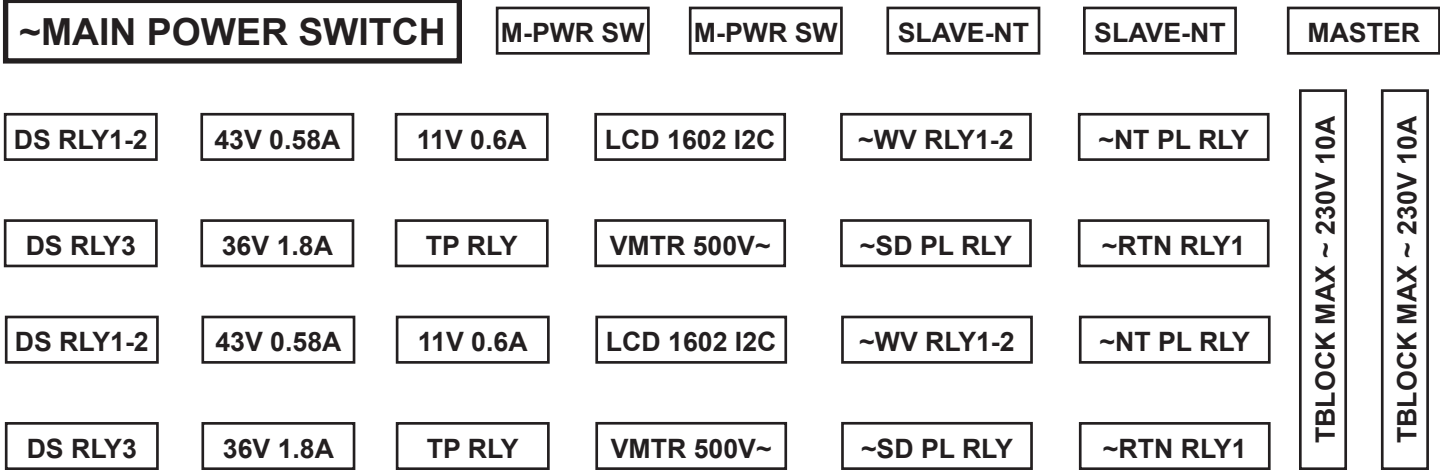 ~MAIN POWER SWITCH
M-PWR SW
M-PWR SW
SLAVE-NT
SLAVE-NT
MASTER
DS RLY1-2
43V 0.58A
11V 0.6A
LCD 1602 I2C
~WV RLY1-2
~NT PL RLY
DS RLY3
36V 1.8A
TP RLY
VMTR 500V~
~SD PL RLY
~RTN RLY1
DS RLY1-2
43V 0.58A
11V 0.6A
LCD 1602 I2C
~WV RLY1-2
~NT PL RLY
DS RLY3
36V 1.8A
TP RLY
VMTR 500V~
~SD PL RLY
~RTN RLY1
TBLOCK MAX ~ 230V 10A
TBLOCK MAX ~ 230V 10A